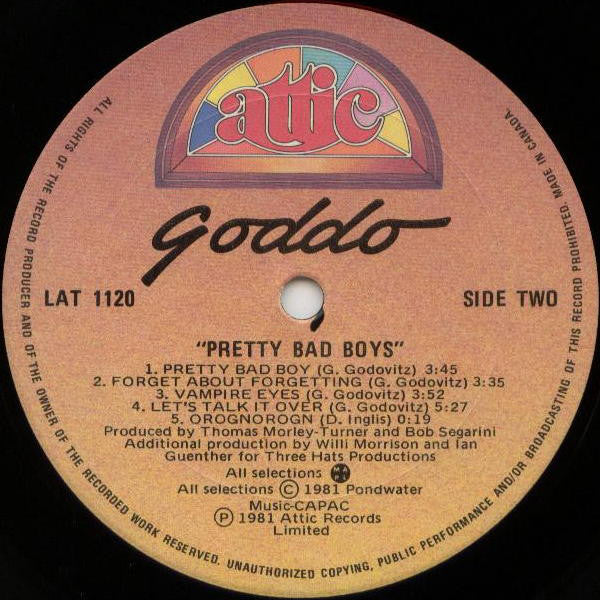 attic
goddo
LAT 1120
SIDE TWO
"PRETTY BAD BOYS"
1. PRETTY BAD BOY (G. Godovitz) 3:45
2. FORGET ABOUT FORGETTING (G. Godovitz) 3:35
3. VAMPIRE EYES (G. Godovitz) 3:52
4. LET'S TALK IT OVER (G. Godovitz) 5:27
5. OROGNOROGN (D. Inglis) 0:19
Produced by Thomas Morley-Turner and Bob Segarini
Additional production by Willi Morrison and Ian
Guenther for Three Hats Productions
All selections MAPL
All selections © 1981 Pondwater
Music-CAPAC
℗ 1981 Attic Records
Limited
ALL RIGHTS OF THE RECORD PRODUCER AND OF THE OWNER OF THE RECORDED WORK RESERVED. UNAUTHORIZED COPYING, PUBLIC PERFORMANCE AND/OR BROADCASTING OF THIS RECORD PROHIBITED. MADE IN CANADA.